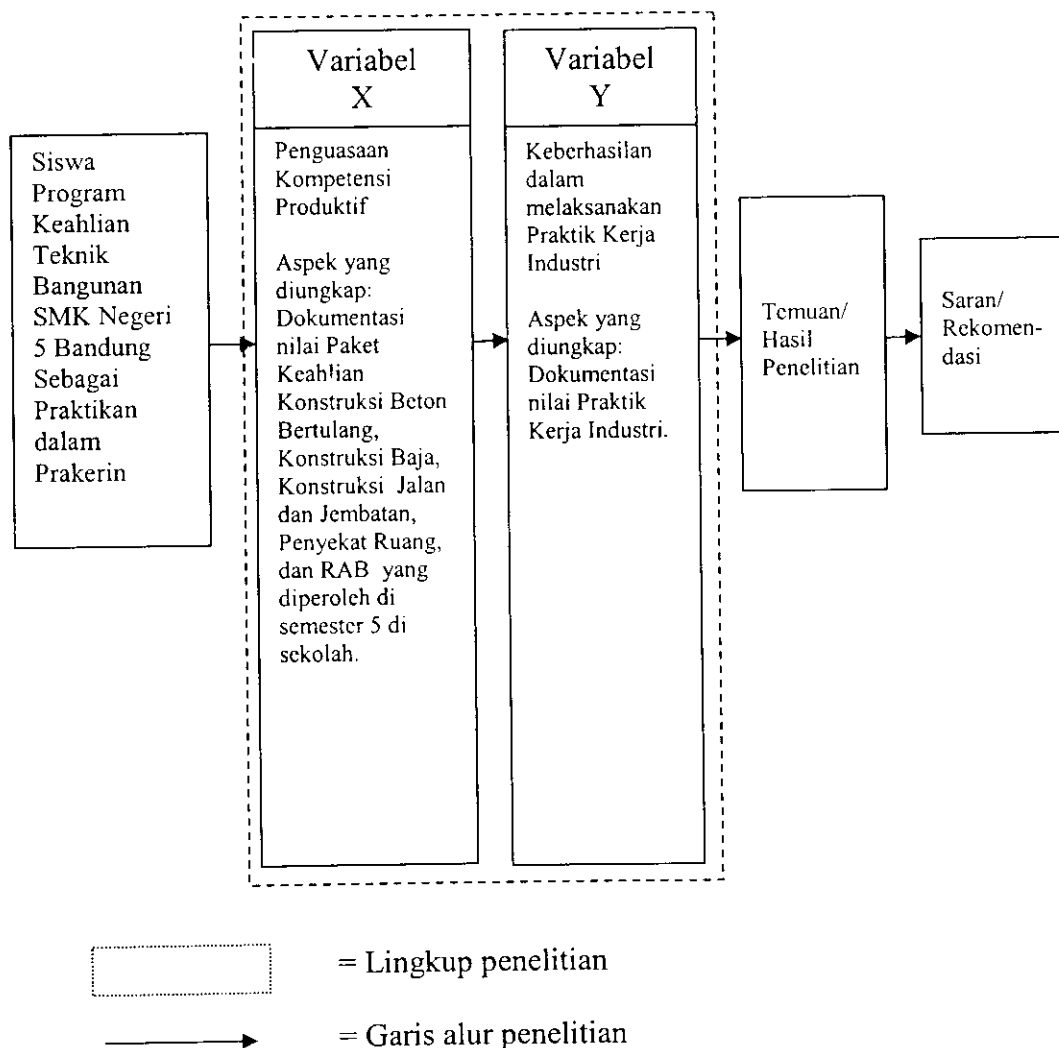 Siswa
Program
Keahlian
Teknik
Bangunan
SMK Negeri
5 Bandung
Sebagai
Praktikan
dalam
Prakerin
Variabel
X
Penguasaan
Kompetensi
Produktif
Aspek yang
diungkap:
Dokumentasi
nilai Paket
Keahlian
Konstruksi Beton
Bertulang,
Konstruksi Baja,
Konstruksi Jalan
dan Jembatan,
Penyekat Ruang,
dan RAB yang
diperoleh di
semester 5 di
sekolah.
Variabel
Y
Keberhasilan
dalam
melaksanakan
Praktik Kerja
Industri
Aspek yang
diungkap:
Dokumentasi
nilai Praktik
Kerja Industri.
Temuan/
Hasil
Penelitian
Saran/
Rekomen-
dasi
= Lingkup penelitian
= Garis alur penelitian